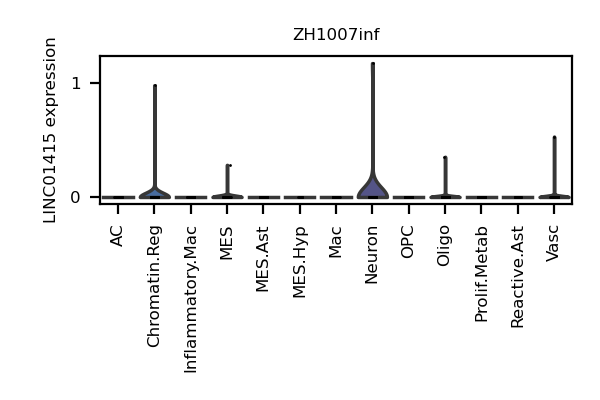 ZH1007inf
LINC01415 expression
1
0
AC
Chromatin.Reg
Inflammatory.Mac
MES
MES.Ast
MES.Hyp
Mac
Neuron
OPC
Oligo
Prolif.Metab
Reactive.Ast
Vasc